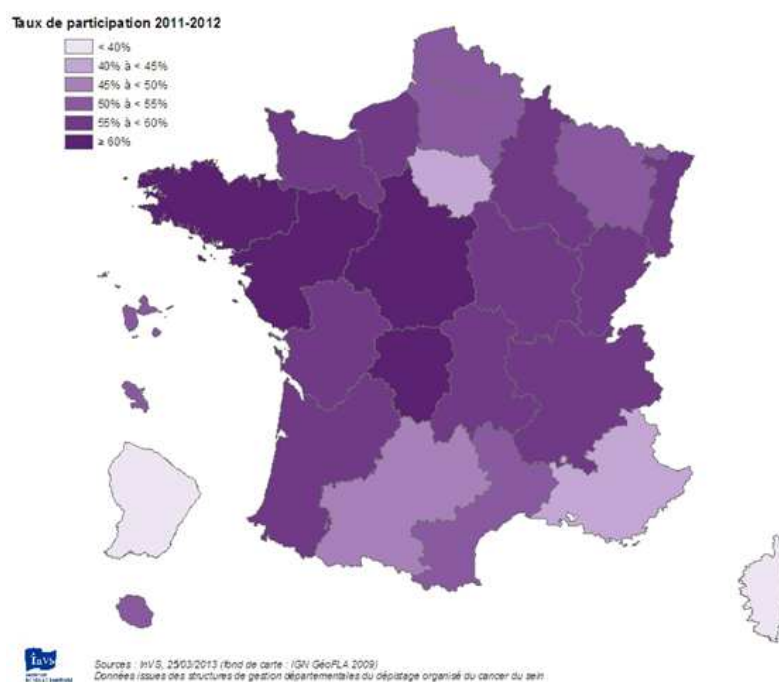 Taux de participation 2011-2012
< 40%
40% à < 45%
45% à < 50%
50% à < 55%
55% à < 60%
≥ 60%
InVS
Sources : InVS, 25/03/2013 (fond de carte : IGN GéoFLA 2009)
Données issues des structures de gestion départementales du dépistage organisé du cancer du sein